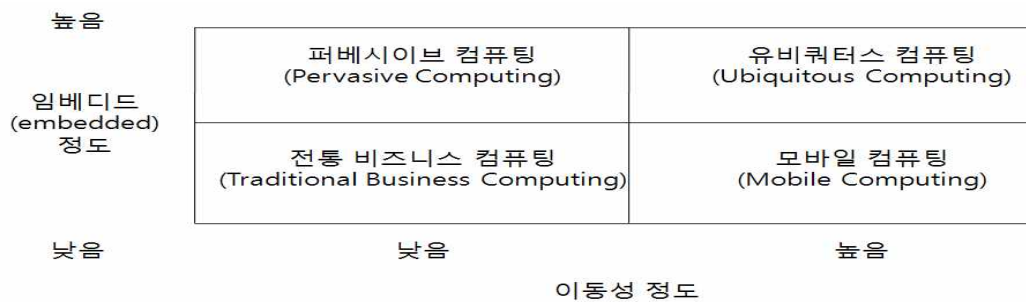 높음
퍼베시이브 컴퓨팅
(Pervasive Computing)
유비쿼터스 컴퓨팅
(Ubiquitous Computing)
임베디드
(embedded)
정도
전통 비즈니스 컴퓨팅
(Traditional Business Computing)
모바일 컴퓨팅
(Mobile Computing)
낮음
낮음
높음
이동성 정도